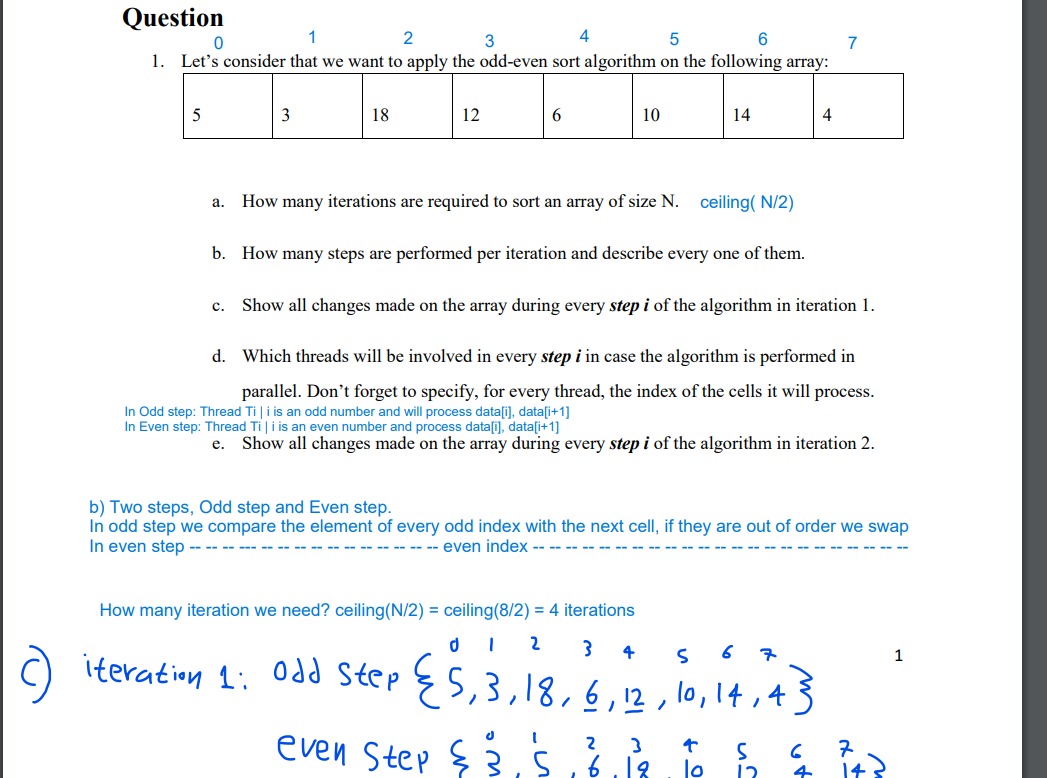 Question
0 1 2 3 4 5 6 7
1. Let's consider that we want to apply the odd-even sort algorithm on the following array:
5 3 18 12 6 10 14 4
a. How many iterations are required to sort an array of size N. ceiling( N/2)
b. How many steps are performed per iteration and describe every one of them.
c. Show all changes made on the array during every step i of the algorithm in iteration 1.
d. Which threads will be involved in every step i in case the algorithm is performed in
parallel. Don't forget to specify, for every thread, the index of the cells it will process.
In Odd step: Thread Ti | i is an odd number and will process data[i], data[i+1]
In Even step: Thread Ti | i is an even number and process data[i], data[i+1]
e. Show all changes made on the array during every step i of the algorithm in iteration 2.
b) Two steps, Odd step and Even step.
In odd step we compare the element of every odd index with the next cell, if they are out of order we swap
In even step -- -- -- --- -- -- -- -- -- -- -- -- -- -- -- -- even index -- -- -- -- -- -- -- -- -- -- -- -- -- -- -- -- -- -- -- -- -- -- --
How many iteration we need? ceiling(N/2) = ceiling(8/2) = 4 iterations
0 1 2 3 4 5 6 7
1
c) iteration 1: odd step {5, 3, 18, 6, 12, 10, 14, 4}
0 1 2 3 4 5 6 7
even step { 3, 5, 6, 18, 10, 12, 4, 14}